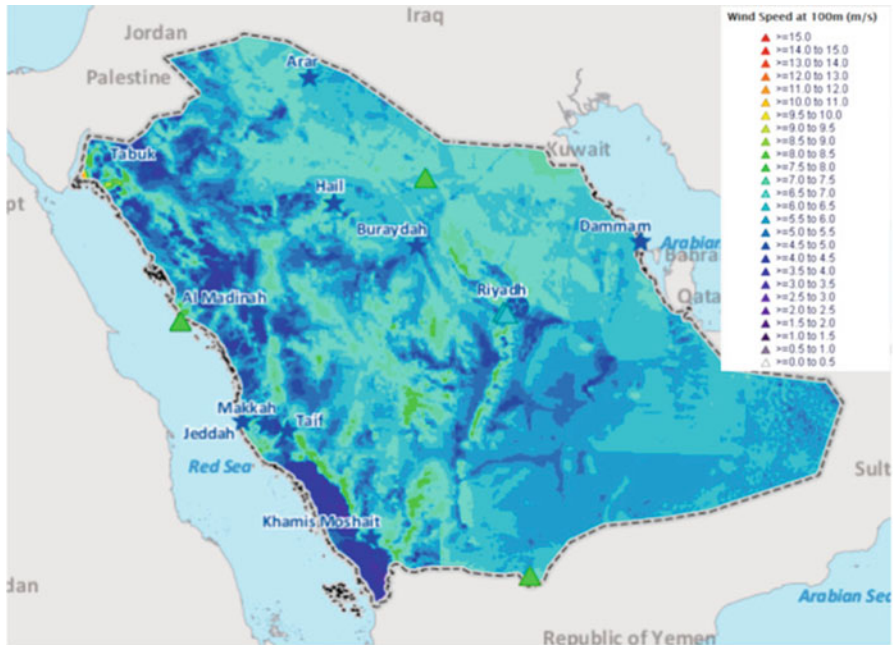 Iraq
Jordan
Palestine
Arar
Tabuk
Kuwait
Hail
pt
Buraydah
Dammam
Arabian
Bahra
Qata
Al Madinah
Riyadh
Makkah
Taif
Jeddah
Red Sea
Sult
Khamis Moshait
dan
Arabian Sea
Republic of Yemen
Wind Speed at 100m (m/s)
>=15.0
>=14.0 to 15.0
>=13.0 to 14.0
>=12.0 to 13.0
>=11.0 to 12.0
>=10.0 to 11.0
>=9.5 to 10.0
>=9.0 to 9.5
>=8.5 to 9.0
>=8.0 to 8.5
>=7.5 to 8.0
>=7.0 to 7.5
>=6.5 to 7.0
>=6.0 to 6.5
>=5.5 to 6.0
>=5.0 to 5.5
>=4.5 to 5.0
>=4.0 to 4.5
>=3.5 to 4.0
>=3.0 to 3.5
>=2.5 to 3.0
>=2.0 to 2.5
>=1.5 to 2.0
>=1.0 to 1.5
>=0.5 to 1.0
>=0.0 to 0.5